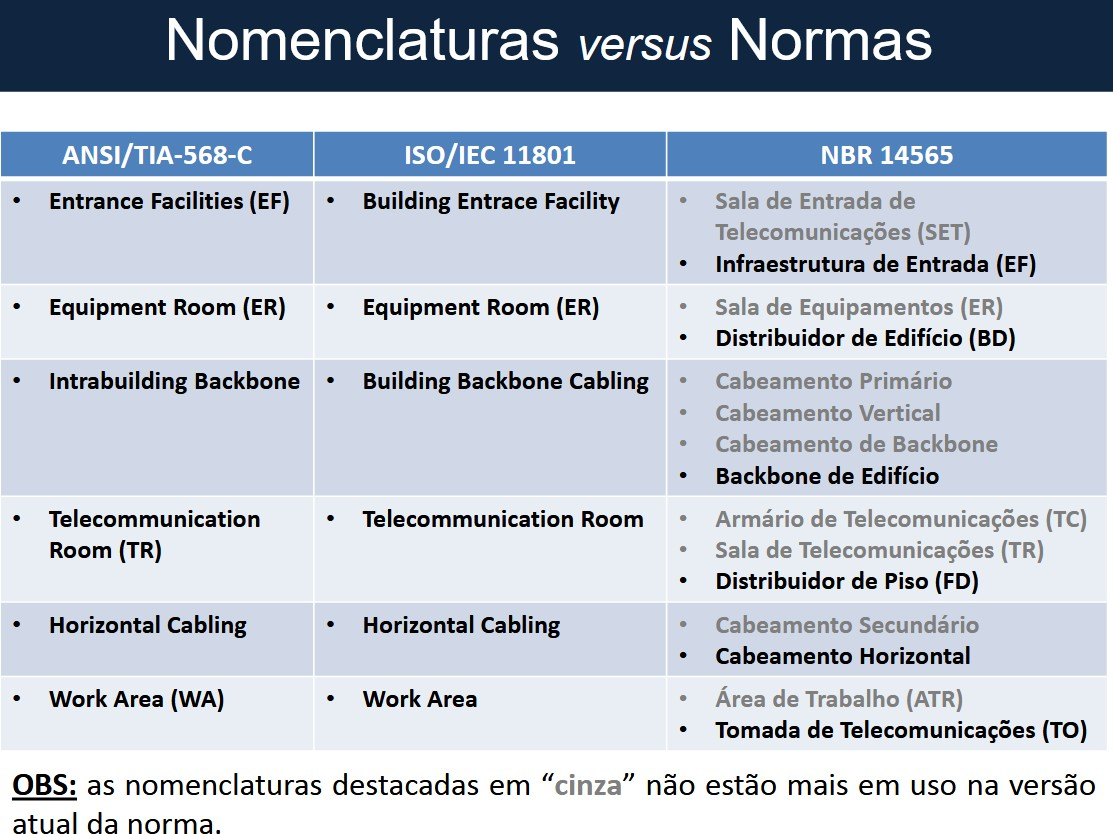 Nomenclaturas versus Normas
ANSI/TIA-568-C
ISO/IEC 11801
NBR 14565
• Entrance Facilities (EF)
• Building Entrace Facility
• Sala de Entrada de
Telecomunicações (SET)
• Infraestrutura de Entrada (EF)
• Equipment Room (ER)
• Equipment Room (ER)
• Sala de Equipamentos (ER)
• Distribuidor de Edifício (BD)
• Intrabuilding Backbone
• Building Backbone Cabling
• Cabeamento Primário
• Cabeamento Vertical
• Cabeamento de Backbone
• Backbone de Edifício
• Telecommunication
Room (TR)
• Telecommunication Room
• Armário de Telecomunicações (TC)
• Sala de Telecomunicações (TR)
• Distribuidor de Piso (FD)
• Horizontal Cabling
• Horizontal Cabling
• Cabeamento Secundário
• Cabeamento Horizontal
• Work Area (WA)
• Work Area
• Área de Trabalho (ATR)
• Tomada de Telecomunicações (TO)
OBS: as nomenclaturas destacadas em “cinza” não estão mais em uso na versão
atual da norma.